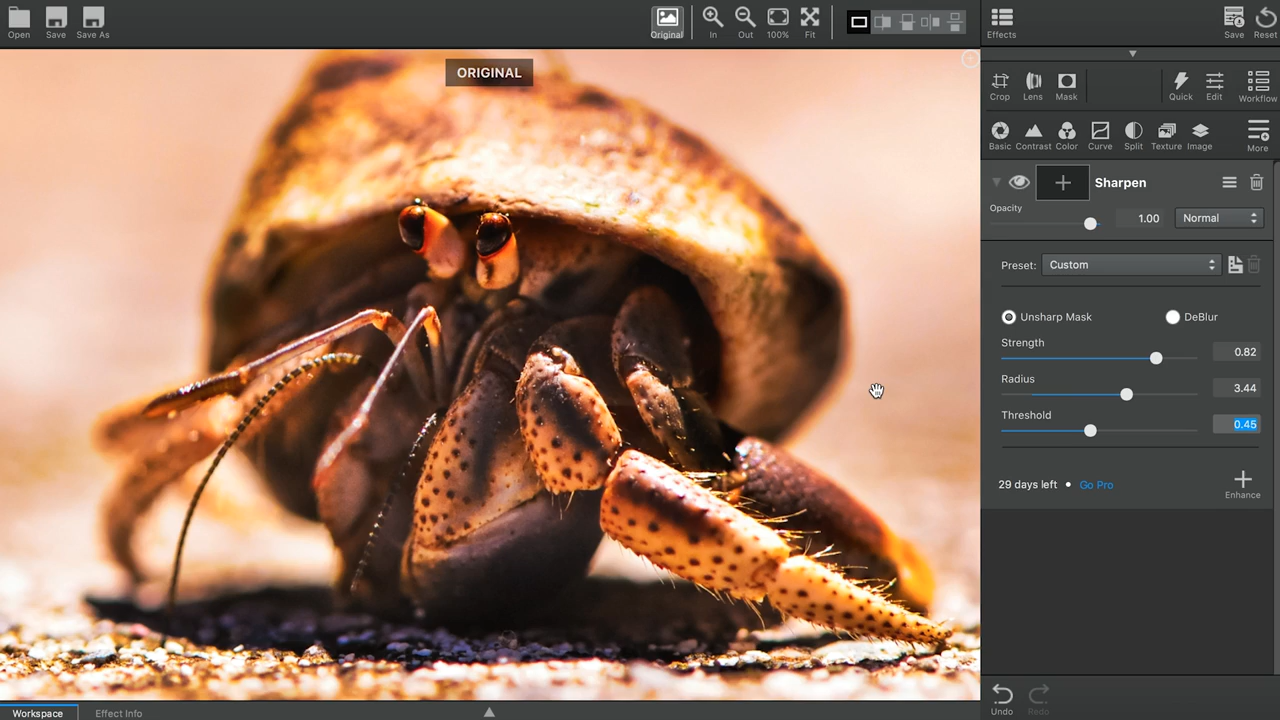 Open Save Save As Original In Out 100% Fit Effects Save Reset
ORIGINAL
Crop Lens Mask Quick Edit Workflow
Basic Contrast Color Curve Split Texture Image More
Sharpen
Opacity 1.00 Normal
Preset: Custom
Unsharp Mask DeBlur
Strength 0.82
Radius 3.44
Threshold 0.45
29 days left • Go Pro Enhance
Undo Redo
Workspace Effect Info